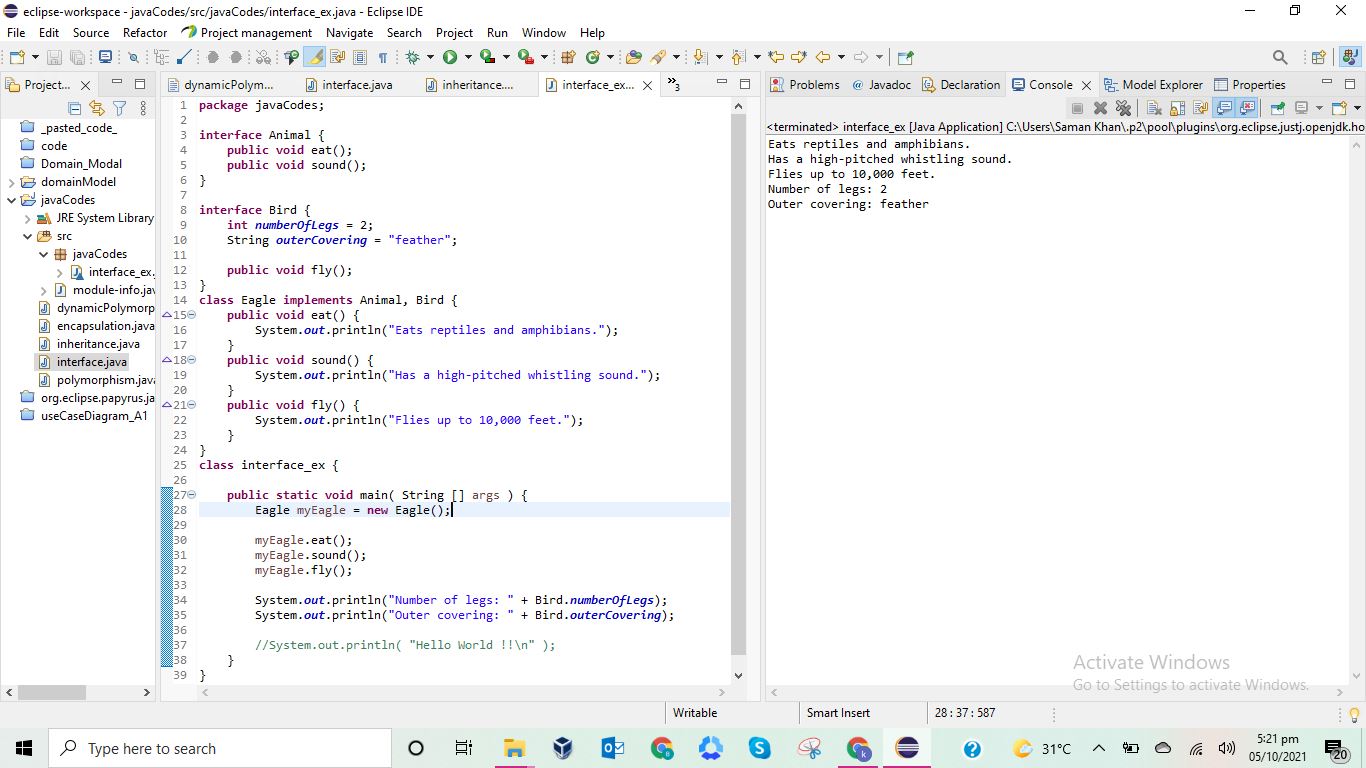 eclipse-workspace - javaCodes/src/javaCodes/interface_ex.java - Eclipse IDE
File Edit Source Refactor Project management Navigate Search Project Run Window Help
Project...
_pasted_code_
code
Domain_Modal
domainModel
javaCodes
JRE System Library
src
javaCodes
interface_ex.
module-info.jav
dynamicPolymorp
encapsulation.java
inheritance.java
interface.java
polymorphism.java
org.eclipse.papyrus.ja
useCaseDiagram_A1
dynamicPolym... interface.java inheritance.... interface_ex... »3
1 package javaCodes;
2
3 interface Animal {
4 public void eat();
5 public void sound();
6 }
7
8 interface Bird {
9 int numberOfLegs = 2;
10 String outerCovering = "feather";
11
12 public void fly();
13 }
14 class Eagle implements Animal, Bird {
15 public void eat() {
16 System.out.println("Eats reptiles and amphibians.");
17 }
18 public void sound() {
19 System.out.println("Has a high-pitched whistling sound.");
20 }
21 public void fly() {
22 System.out.println("Flies up to 10,000 feet.");
23 }
24 }
25 class interface_ex {
26
27 public static void main( String [] args ) {
28 Eagle myEagle = new Eagle();
29
30 myEagle.eat();
31 myEagle.sound();
32 myEagle.fly();
33
34 System.out.println("Number of legs: " + Bird.numberOfLegs);
35 System.out.println("Outer covering: " + Bird.outerCovering);
36
37 //System.out.println( "Hello World !!\n" );
38 }
39 }
Problems @ Javadoc Declaration Console Model Explorer Properties
<terminated> interface_ex [Java Application] C:\Users\Saman Khan\.p2\pool\plugins\org.eclipse.justj.openjdk.ho
Eats reptiles and amphibians.
Has a high-pitched whistling sound.
Flies up to 10,000 feet.
Number of legs: 2
Outer covering: feather
Activate Windows
Go to Settings to activate Windows.
Writable Smart Insert 28 : 37 : 587
Type here to search
31°C
5:21 pm
05/10/2021
20